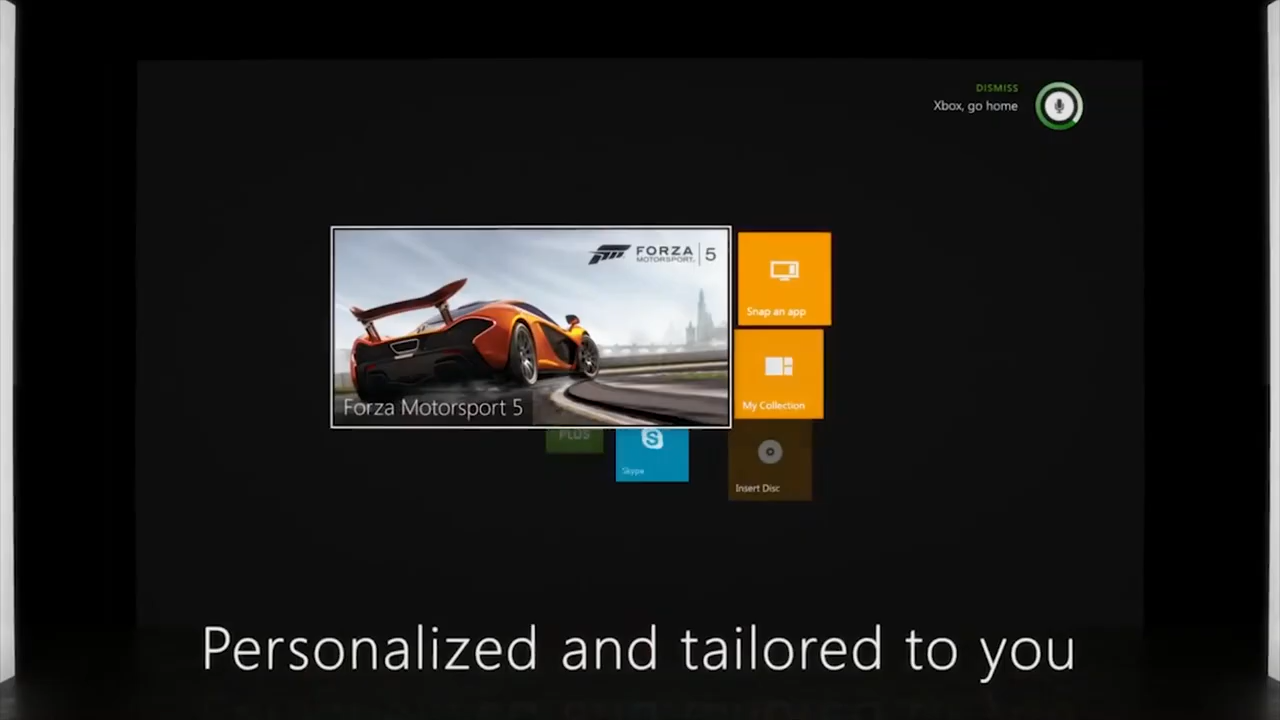 DISMISS
Xbox, go home
FORZA
MOTORSPORT.
5
Snap an app
My Collection
Forza Motorsport 5
PLUS
Skype
Insert Disc
Personalized and tailored to you